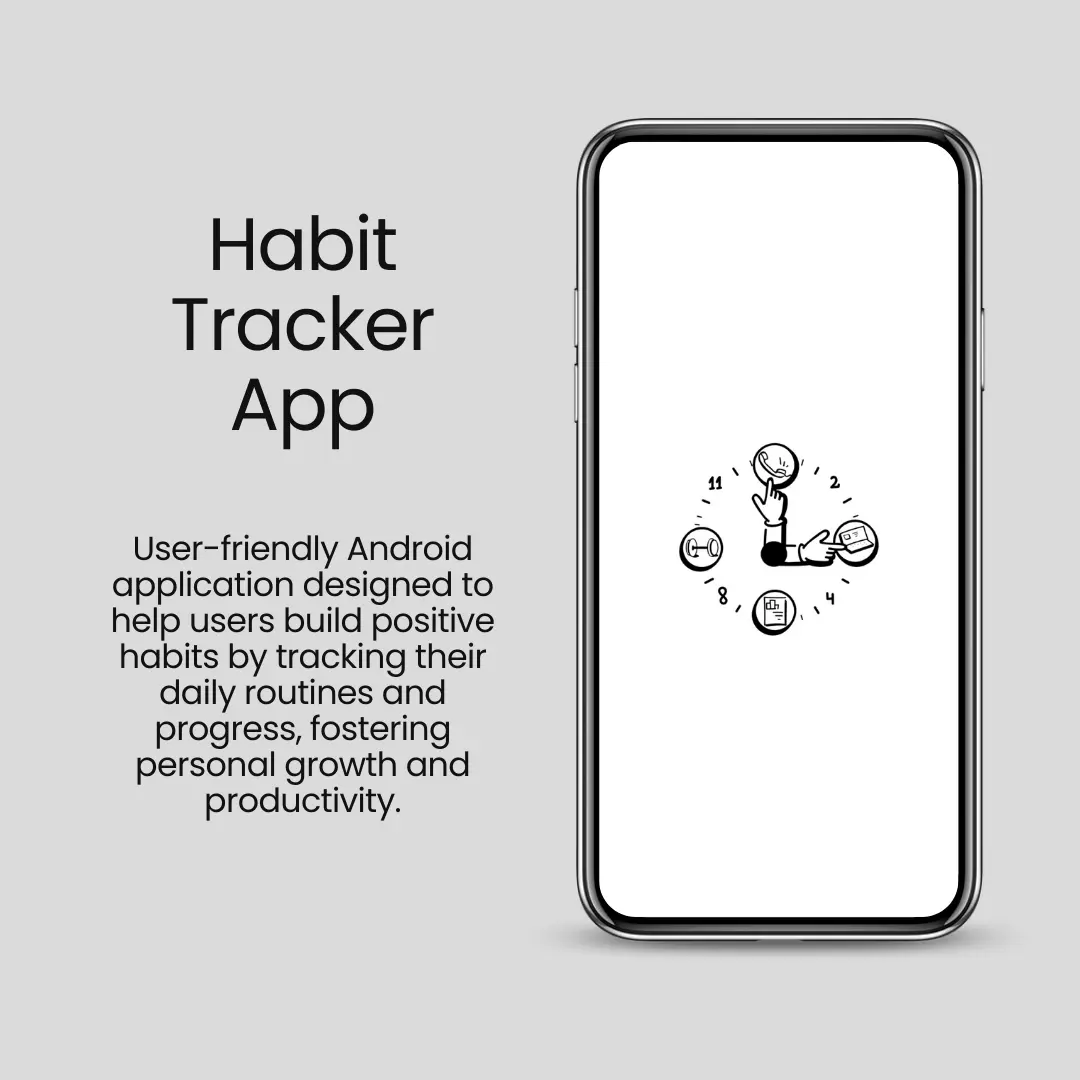 Habit
Tracker
App
User-friendly Android
application designed to
help users build positive
habits by tracking their
daily routines and
progress, fostering
personal growth and
productivity.
11
2
8
4